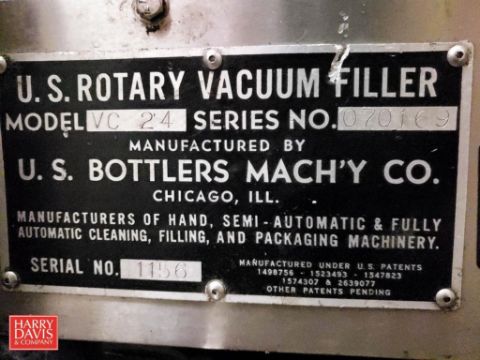 U.S. ROTARY VACUUM FILLER
MODEL VC 24 SERIES NO. 070169
MANUFACTURED BY
U.S. BOTTLERS MACH'Y CO.
CHICAGO, ILL.
MANUFACTURERS OF HAND, SEMI-AUTOMATIC & FULLY
AUTOMATIC CLEANING, FILLING, AND PACKAGING MACHINERY.
SERIAL NO. 1156
MANUFACTURED UNDER U.S. PATENTS
1498756 - 1523493 - 1547823
1574307 & 2639077
OTHER PATENTS PENDING
HARRY
DAVIS
& COMPANY